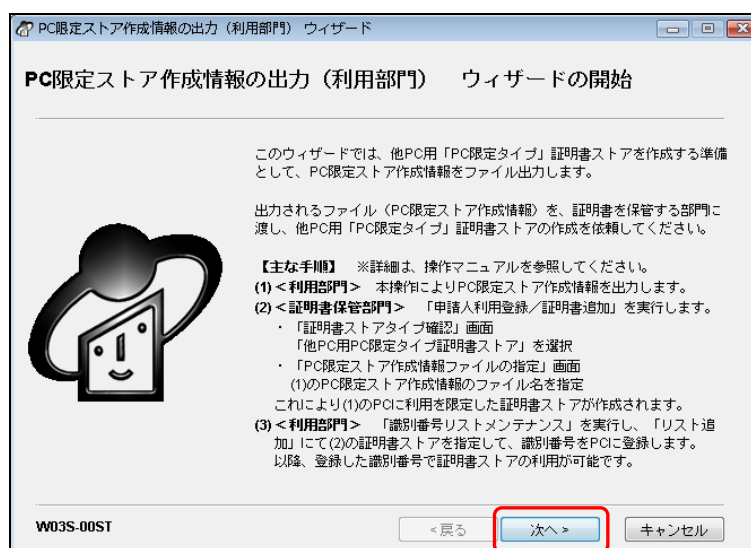 PC限定ストア作成情報の出力（利用部門） ウィザード
PC限定ストア作成情報の出力（利用部門）　ウィザードの開始
このウィザードでは、他PC用「PC限定タイプ」証明書ストアを作成する準備
として、PC限定ストア作成情報をファイル出力します。
出力されるファイル（PC限定ストア作成情報）を、証明書を保管する部門に
渡し、他PC用「PC限定タイプ」証明書ストアの作成を依頼してください。
【主な手順】　※詳細は、操作マニュアルを参照してください。
(1)＜利用部門＞　本操作によりPC限定ストア作成情報を出力します。
(2)＜証明書保管部門＞　「申請人利用登録／証明書追加」を実行します。
・「証明書ストアタイプ確認」画面
「他PC用PC限定タイプ証明書ストア」を選択
・「PC限定ストア作成情報ファイルの指定」画面
(1)のPC限定ストア作成情報のファイル名を指定
これにより(1)のPCに利用を限定した証明書ストアが作成されます。
(3)＜利用部門＞　「識別番号リストメンテナンス」を実行し、「リスト追
加」にて(2)の証明書ストアを指定して、識別番号をPCに登録します。
以降、登録した識別番号で証明書ストアの利用が可能です。
W03S-00ST
＜戻る
次へ＞
キャンセル